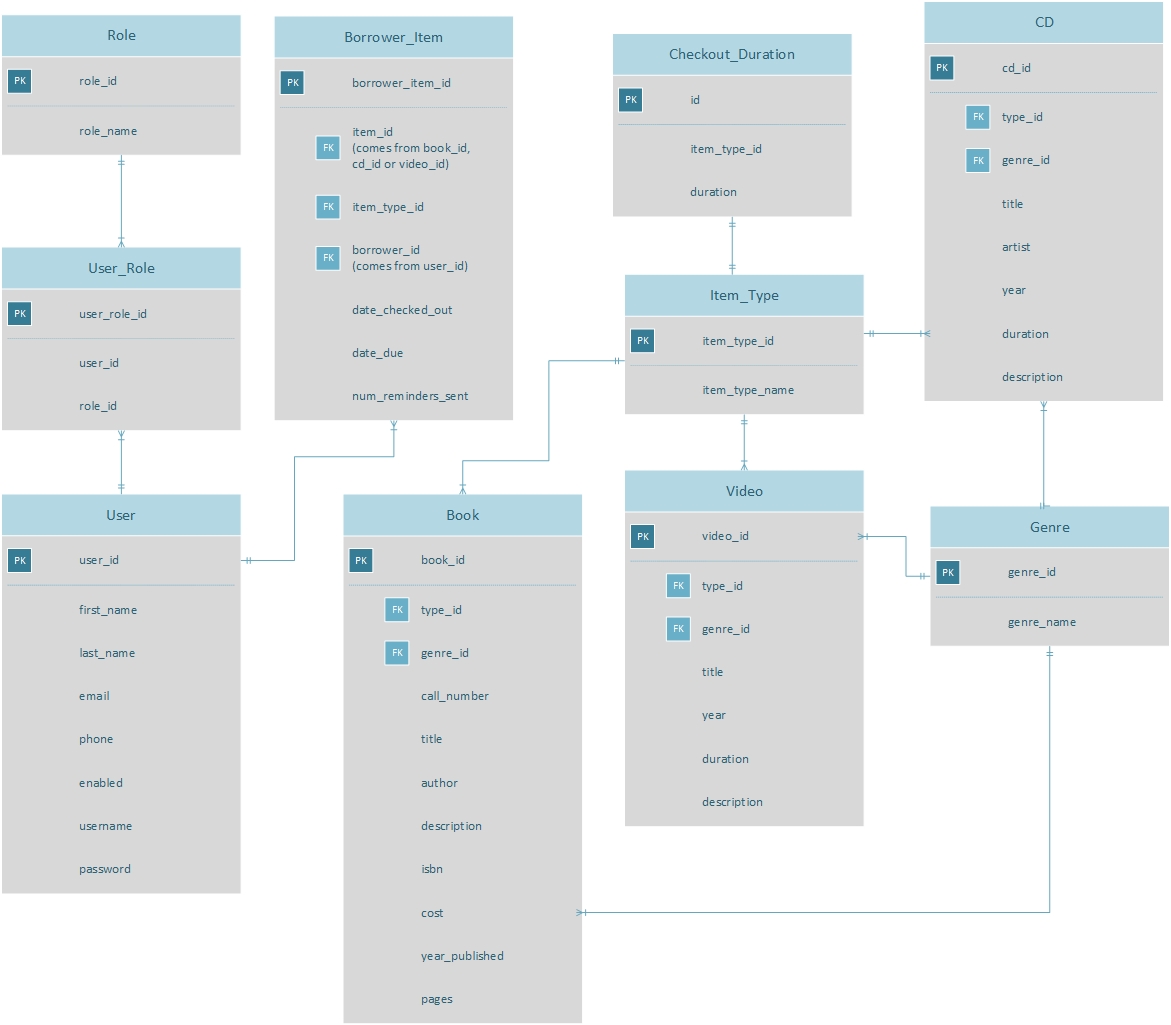 Role
PK role_id
role_name
User_Role
PK user_role_id
user_id
role_id
User
PK user_id
first_name
last_name
email
phone
enabled
username
password
Borrower_Item
PK borrower_item_id
FK item_id
(comes from book_id,
cd_id or video_id)
FK item_type_id
FK borrower_id
(comes from user_id)
date_checked_out
date_due
num_reminders_sent
Book
PK book_id
FK type_id
FK genre_id
call_number
title
author
description
isbn
cost
year_published
pages
Checkout_Duration
PK id
item_type_id
duration
Item_Type
PK item_type_id
item_type_name
Video
PK video_id
FK type_id
FK genre_id
title
year
duration
description
CD
PK cd_id
FK type_id
FK genre_id
title
artist
year
duration
description
Genre
PK genre_id
genre_name